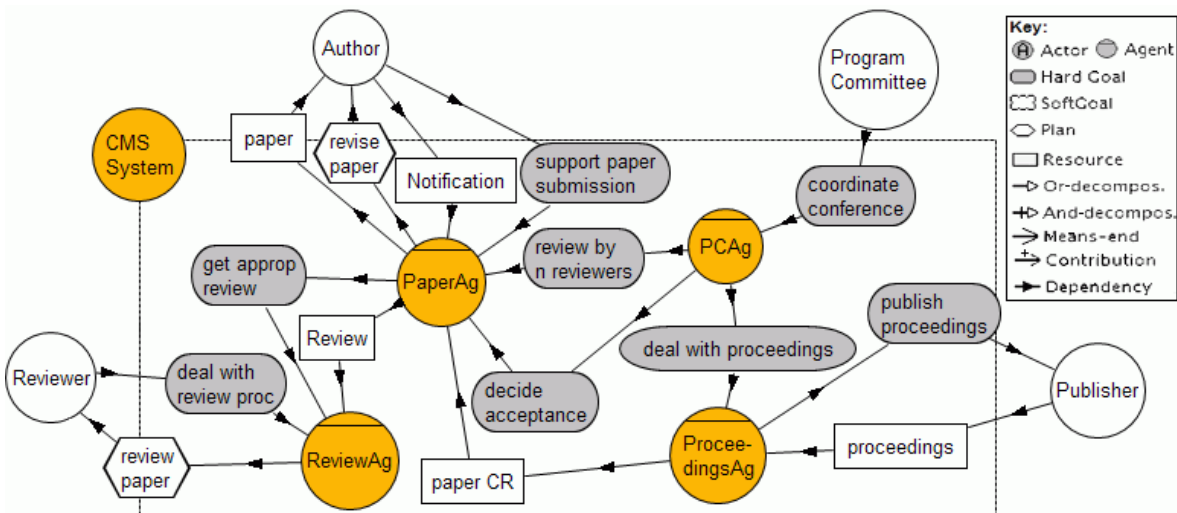 Author
Program
Committee
Key:
A Actor
Agent
Hard Goal
SoftGoal
Plan
Resource
Or-decompos.
And-decompos.
Means-end
+ Contribution
Dependency
CMS
System
paper
revise
paper
Notification
support paper
submission
coordinate
conference
get approp
review
PaperAg
review by
n reviewers
PCAg
publish
proceedings
Review
deal with proceedings
Reviewer
deal with
review proc
decide
acceptance
Publisher
review
paper
ReviewAg
paper CR
Procee-
dingsAg
proceedings